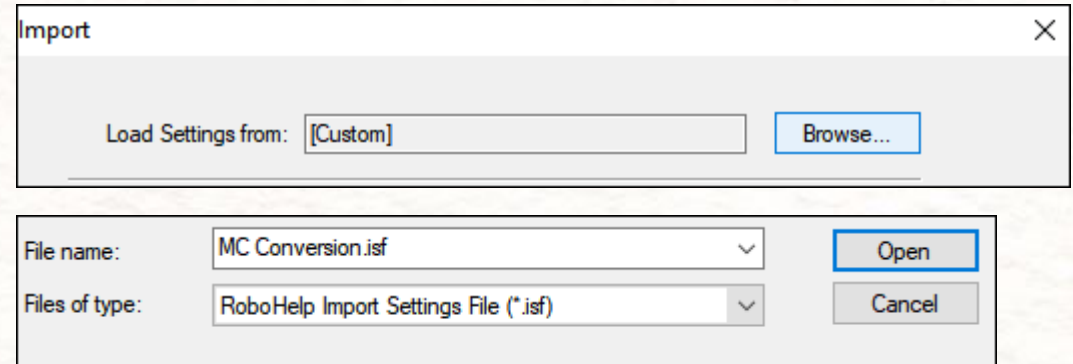 Import
Load Settings from: [Custom] Browse...
File name: MC Conversion.isf Open
Files of type: RoboHelp Import Settings File (*.isf) Cancel